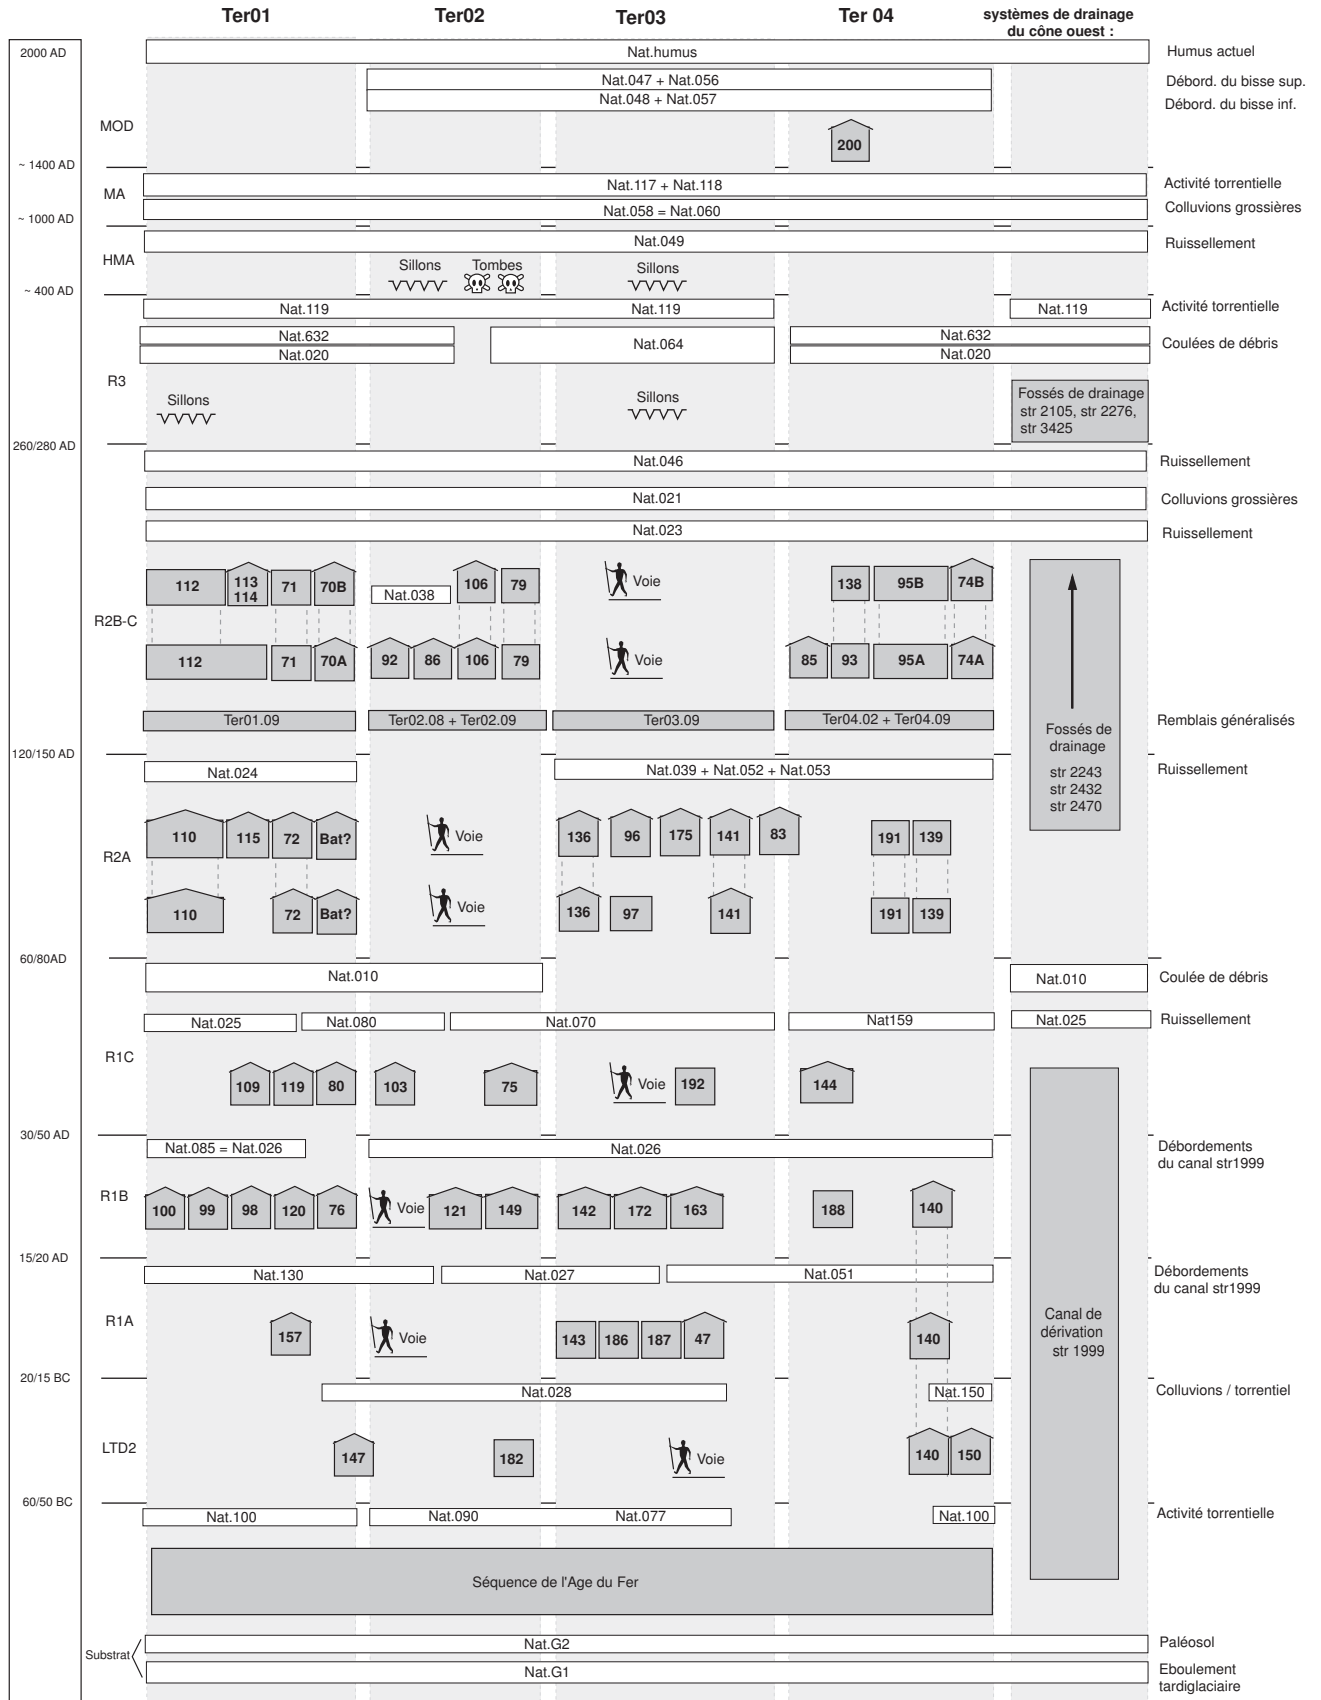 Ter01 Ter02 Ter03 Ter 04 systèmes de drainage
du cône ouest :
2000 AD Nat.humus Humus actuel
Nat.047 + Nat.056 Débord. du bisse sup.
Nat.048 + Nat.057 Débord. du bisse inf.
MOD
200
~ 1400 AD
MA Nat.117 + Nat.118 Activité torrentielle
~ 1000 AD Nat.058 = Nat.060 Colluvions grossières
Nat.049 Ruissellement
HMA Sillons Tombes Sillons
~ 400 AD
Nat.119 Nat.119 Nat.119 Activité torrentielle
Nat.632 Nat.064 Nat.632 Coulées de débris
Nat.020 Nat.020
R3
Sillons Sillons Fossés de drainage
str 2105, str 2276,
str 3425
260/280 AD
Nat.046 Ruissellement
Nat.021 Colluvions grossières
Nat.023 Ruissellement
112 113 71 70B Nat.038 106 79 Voie 138 95B 74B
114
R2B-C
112 71 70A 92 86 106 79 Voie 85 93 95A 74A
Ter01.09 Ter02.08 + Ter02.09 Ter03.09 Ter04.02 + Ter04.09 Remblais généralisés
Fossés de
drainage
str 2243
str 2432
str 2470
120/150 AD
Nat.024 Nat.039 + Nat.052 + Nat.053 Ruissellement
110 115 72 Bat? Voie 136 96 175 141 83 191 139
R2A
110 72 Bat? Voie 136 97 141 191 139
60/80AD
Nat.010 Nat.010 Coulée de débris
Nat.025 Nat.080 Nat.070 Nat159 Nat.025 Ruissellement
R1C
109 119 80 103 75 Voie 192 144
30/50 AD
Nat.085 = Nat.026 Nat.026 Débordements
du canal str1999
R1B
100 99 98 120 76 Voie 121 149 142 172 163 188 140
15/20 AD
Nat.130 Nat.027 Nat.051 Débordements
du canal str1999
R1A
157 Voie 143 186 187 47 140
Canal de
dérivation
str 1999
20/15 BC
Nat.028 Nat.150 Colluvions / torrentiel
LTD2
147 182 Voie 140 150
60/50 BC
Nat.100 Nat.090 Nat.077 Nat.100 Activité torrentielle
Séquence de l'Age du Fer
Substrat
Nat.G2 Paléosol
Nat.G1 Eboulement
tardiglaciaire